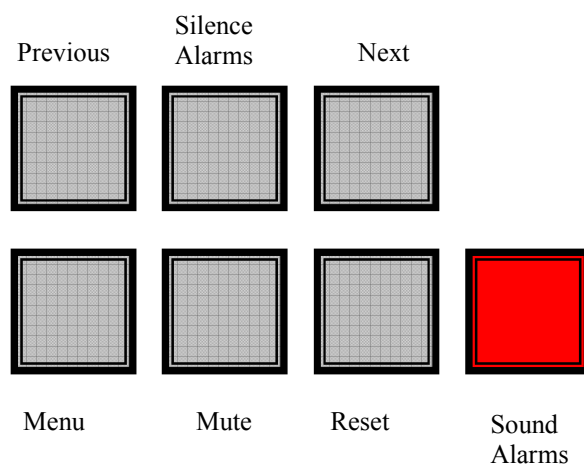 Previous
Silence
Alarms
Next
Menu
Mute
Reset
Sound
Alarms